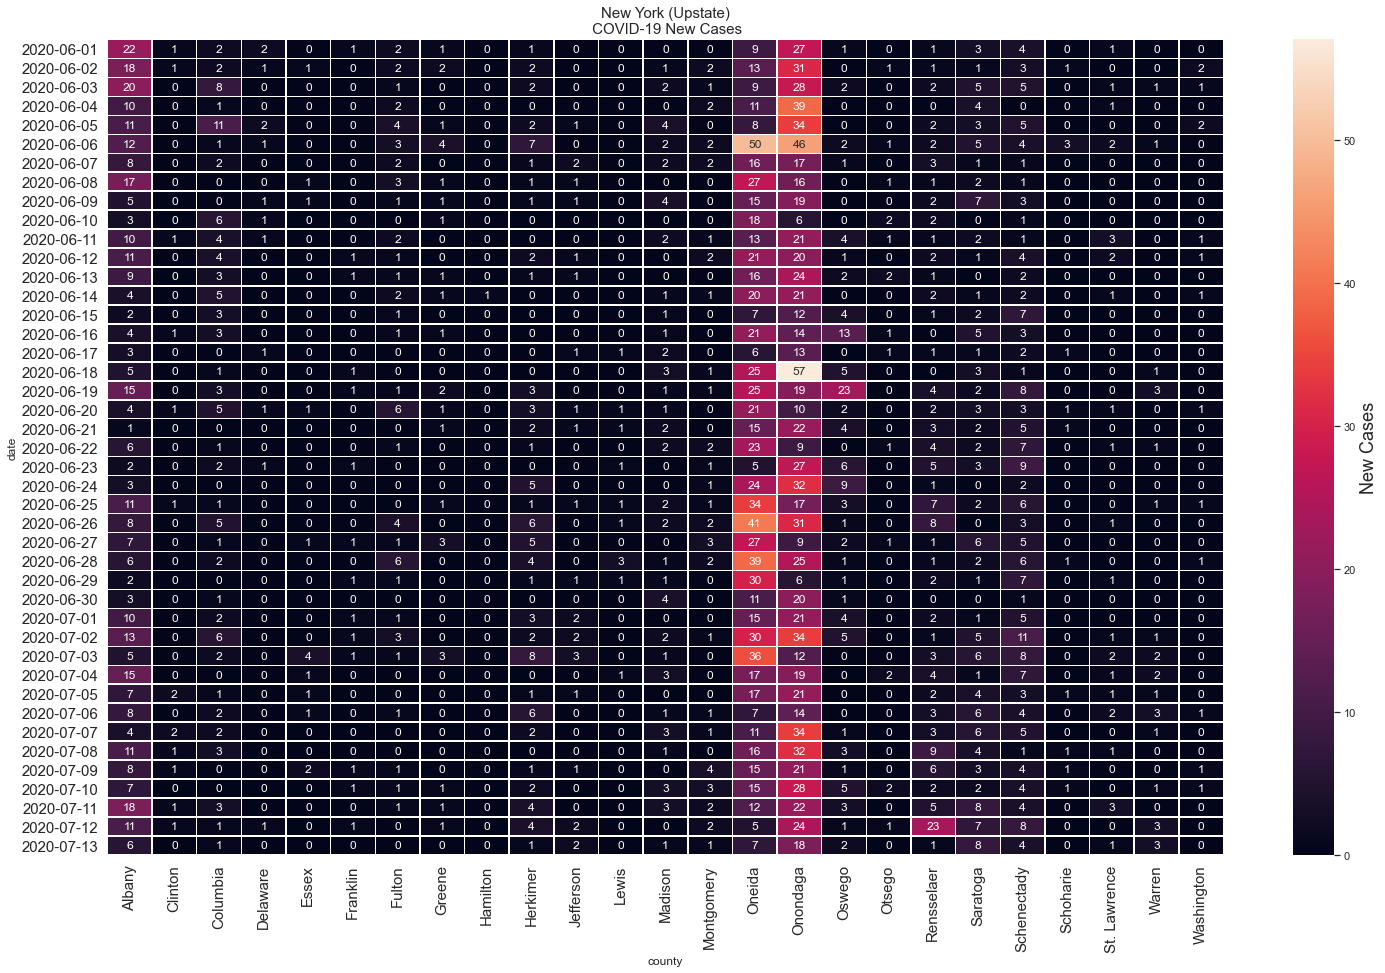 New York (Upstate)
COVID-19 New Cases
2020-06-01 22 1 2 2 0 1 2 1 0 1 0 0 0 0 9 27 1 0 1 3 4 0 1 0 0
2020-06-02 18 1 2 1 1 0 2 2 0 2 0 0 1 2 13 31 0 1 1 1 3 1 0 0 2
2020-06-03 20 0 8 0 0 0 1 0 0 2 0 0 2 1 9 28 2 0 2 5 5 0 1 1 1
2020-06-04 10 0 1 0 0 0 2 0 0 0 0 0 0 2 11 39 0 0 0 4 0 0 1 0 0
2020-06-05 11 0 11 2 0 0 4 1 0 2 1 0 4 0 8 34 0 0 2 3 5 0 0 0 2
2020-06-06 12 0 1 1 0 0 3 4 0 7 0 0 2 2 50 46 2 1 2 5 4 3 2 1 0
2020-06-07 8 0 2 0 0 0 2 0 0 1 2 0 2 2 16 17 1 0 3 1 1 0 0 0 0
2020-06-08 17 0 0 0 1 0 3 1 0 1 1 0 0 0 27 16 0 1 1 2 1 0 0 0 0
2020-06-09 5 0 0 1 1 0 1 1 0 1 1 0 4 0 15 19 0 0 2 7 3 0 0 0 0
2020-06-10 3 0 6 1 0 0 0 1 0 0 0 0 0 0 18 6 0 2 2 0 1 0 0 0 0
2020-06-11 10 1 4 1 0 0 2 0 0 0 0 0 2 1 13 21 4 1 1 2 1 0 3 0 1
2020-06-12 11 0 4 0 0 1 1 0 0 2 1 0 0 2 21 20 1 0 2 1 4 0 2 0 1
2020-06-13 9 0 3 0 0 1 1 1 0 1 1 0 0 0 16 24 2 2 1 0 2 0 0 0 0
2020-06-14 4 0 5 0 0 0 2 1 1 0 0 0 1 1 20 21 0 0 2 1 2 0 1 0 1
2020-06-15 2 0 3 0 0 0 1 0 0 0 0 0 1 0 7 12 4 0 1 2 7 0 0 0 0
2020-06-16 4 1 3 0 0 0 1 1 0 0 0 0 0 0 21 14 13 1 0 5 3 0 0 0 0
2020-06-17 3 0 0 1 0 0 0 0 0 0 1 1 2 0 6 13 0 1 1 1 2 1 0 0 0
2020-06-18 5 0 1 0 0 1 0 0 0 0 0 0 3 1 25 57 5 0 0 3 1 0 0 1 0
2020-06-19 15 0 3 0 0 1 1 2 0 3 0 0 1 1 25 19 23 0 4 2 8 0 0 3 0
2020-06-20 4 1 5 1 1 0 6 1 0 3 1 1 1 0 21 10 2 0 2 3 3 1 1 0 1
2020-06-21 1 0 0 0 0 0 0 1 0 2 1 1 2 0 15 22 4 0 3 2 5 1 0 0 0
2020-06-22 6 0 1 0 0 0 1 0 0 1 0 0 2 2 23 9 0 1 4 2 7 0 1 1 0
2020-06-23 2 0 2 1 0 1 0 0 0 0 0 1 0 1 5 27 6 0 5 3 9 0 0 0 0
2020-06-24 3 0 0 0 0 0 0 0 0 5 0 0 0 1 24 32 9 0 1 0 2 0 0 0 0
2020-06-25 11 1 1 0 0 0 0 1 0 1 1 1 2 1 34 17 3 0 7 2 6 0 0 1 1
2020-06-26 8 0 5 0 0 0 4 0 0 6 0 1 2 2 41 31 1 0 8 0 3 0 1 0 0
2020-06-27 7 0 1 0 1 1 1 3 0 5 0 0 0 3 27 9 2 1 1 6 5 0 0 0 0
2020-06-28 6 0 2 0 0 0 6 0 0 4 0 3 1 2 39 25 1 0 1 2 6 1 0 0 1
2020-06-29 2 0 0 0 0 1 1 0 0 1 1 1 1 0 30 6 1 0 2 1 7 0 1 0 0
2020-06-30 3 0 1 0 0 0 0 0 0 0 0 0 4 0 11 20 1 0 0 0 1 0 0 0 0
2020-07-01 10 0 2 0 0 1 1 0 0 3 2 0 0 0 15 21 4 0 2 1 5 0 0 0 0
2020-07-02 13 0 6 0 0 1 3 0 0 2 2 0 2 1 30 34 5 0 1 5 11 0 1 1 0
2020-07-03 5 0 2 0 4 1 1 3 0 8 3 0 1 0 36 12 0 0 3 6 8 0 2 2 0
2020-07-04 15 0 0 0 1 0 0 0 0 0 0 1 3 0 17 19 0 2 4 1 7 0 1 2 0
2020-07-05 7 2 1 0 1 0 0 0 0 1 1 0 0 0 17 21 0 0 2 4 3 1 1 1 0
2020-07-06 8 0 2 0 1 0 1 0 0 6 0 0 1 1 7 14 0 0 3 6 4 0 2 3 1
2020-07-07 4 2 2 0 0 0 0 0 0 2 0 0 3 1 11 34 1 0 3 6 5 0 0 1 0
2020-07-08 11 1 3 0 0 0 0 0 0 0 0 0 1 0 16 32 3 0 9 4 1 1 1 0 0
2020-07-09 8 1 0 0 2 1 1 0 0 1 1 0 0 4 15 21 1 0 6 3 4 1 0 0 1
2020-07-10 7 0 0 0 0 1 1 1 0 2 0 0 3 3 15 28 5 2 2 2 4 1 0 1 1
2020-07-11 18 1 3 0 0 0 1 1 0 4 0 0 3 2 12 22 3 0 5 8 4 0 3 0 0
2020-07-12 11 1 1 1 0 1 0 1 0 4 2 0 0 2 5 24 1 1 23 7 8 0 0 3 0
2020-07-13 6 0 1 0 0 0 0 0 0 1 2 0 1 1 7 18 2 0 1 8 4 0 1 3 0
date
Albany Clinton Columbia Delaware Essex Franklin Fulton Greene Hamilton Herkimer Jefferson Lewis Madison Montgomery Oneida Onondaga Oswego Otsego Rensselaer Saratoga Schenectady Schoharie St. Lawrence Warren Washington
county
50
40
30
20
10
0
New Cases